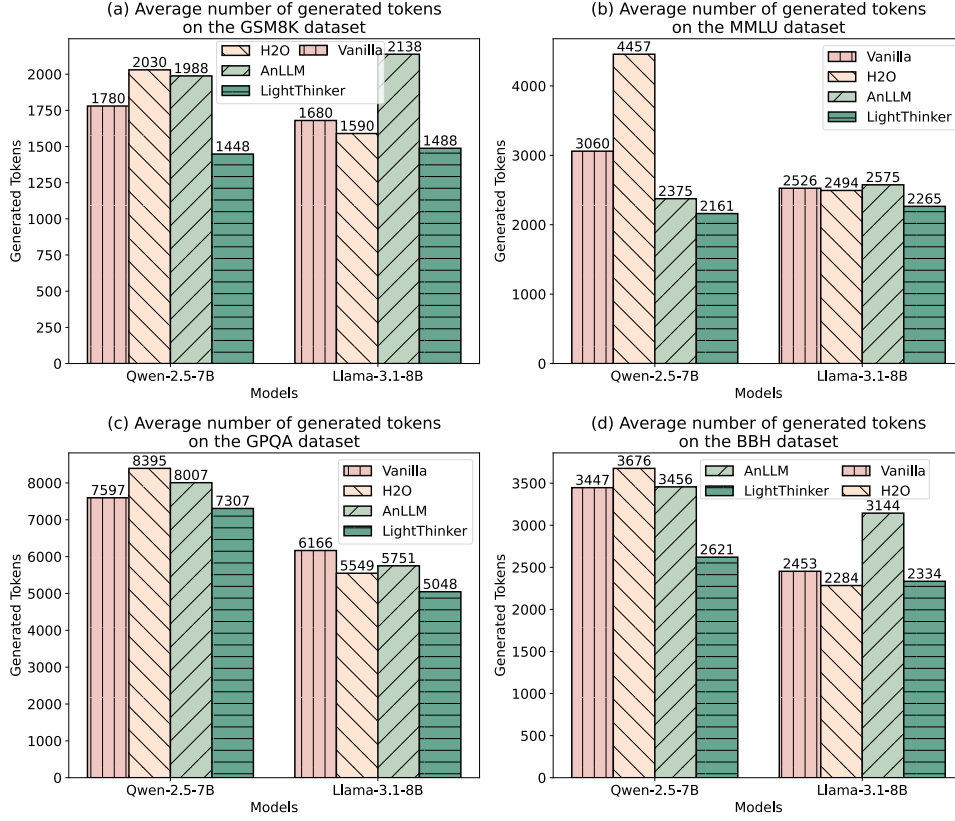 (a) Average number of generated tokens
on the GSM8K dataset
H2O
Vanilla
AnLLM
LightThinker
2030
1988
1780
1448
2138
1680
1590
1488
2000
1750
1500
1250
1000
750
500
250
0
Generated Tokens
Qwen-2.5-7B
Llama-3.1-8B
Models
(b) Average number of generated tokens
on the MMLU dataset
Vanilla
H2O
AnLLM
LightThinker
4457
3060
2375
2161
2526
2494
2575
2265
4000
3000
2000
1000
0
Generated Tokens
Qwen-2.5-7B
Llama-3.1-8B
Models
(c) Average number of generated tokens
on the GPQA dataset
Vanilla
H2O
AnLLM
LightThinker
8395
8007
7597
7307
6166
5549
5751
5048
8000
7000
6000
5000
4000
3000
2000
1000
0
Generated Tokens
Qwen-2.5-7B
Llama-3.1-8B
Models
(d) Average number of generated tokens
on the BBH dataset
AnLLM
Vanilla
LightThinker
H2O
3676
3447
3456
2621
3144
2453
2284
2334
3500
3000
2500
2000
1500
1000
500
0
Generated Tokens
Qwen-2.5-7B
Llama-3.1-8B
Models